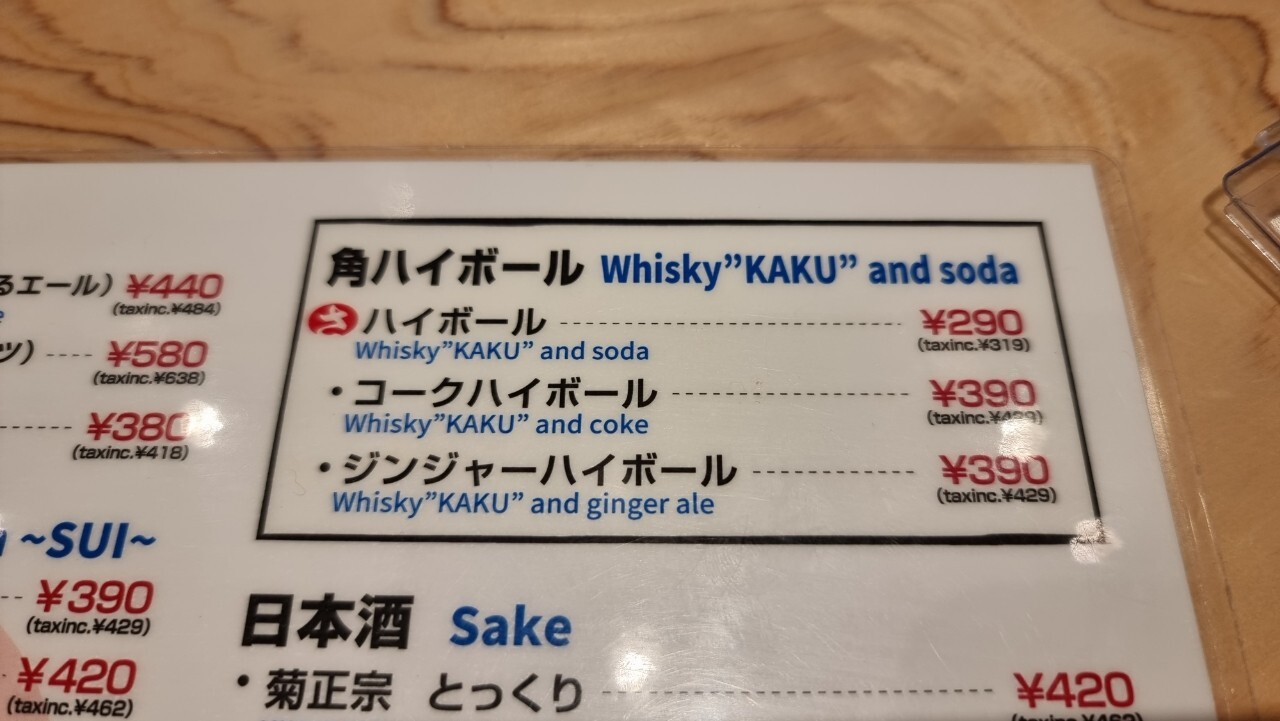 るエール) ¥440
(taxinc.¥484)
ツ) ¥580
(taxinc.¥638)
¥380
(taxinc.¥418)
~SUI~
¥390
(taxinc.¥429)
¥420
(taxinc.¥462)
角ハイボール Whisky”KAKU” and soda
ハイボール ¥290
Whisky”KAKU” and soda (taxinc.¥319)
・コークハイボール ¥390
Whisky”KAKU” and coke (taxinc.¥429)
・ジンジャーハイボール ¥390
Whisky”KAKU” and ginger ale (taxinc.¥429)
日本酒 Sake
・菊正宗 とっくり ¥420
(taxinc.¥462)